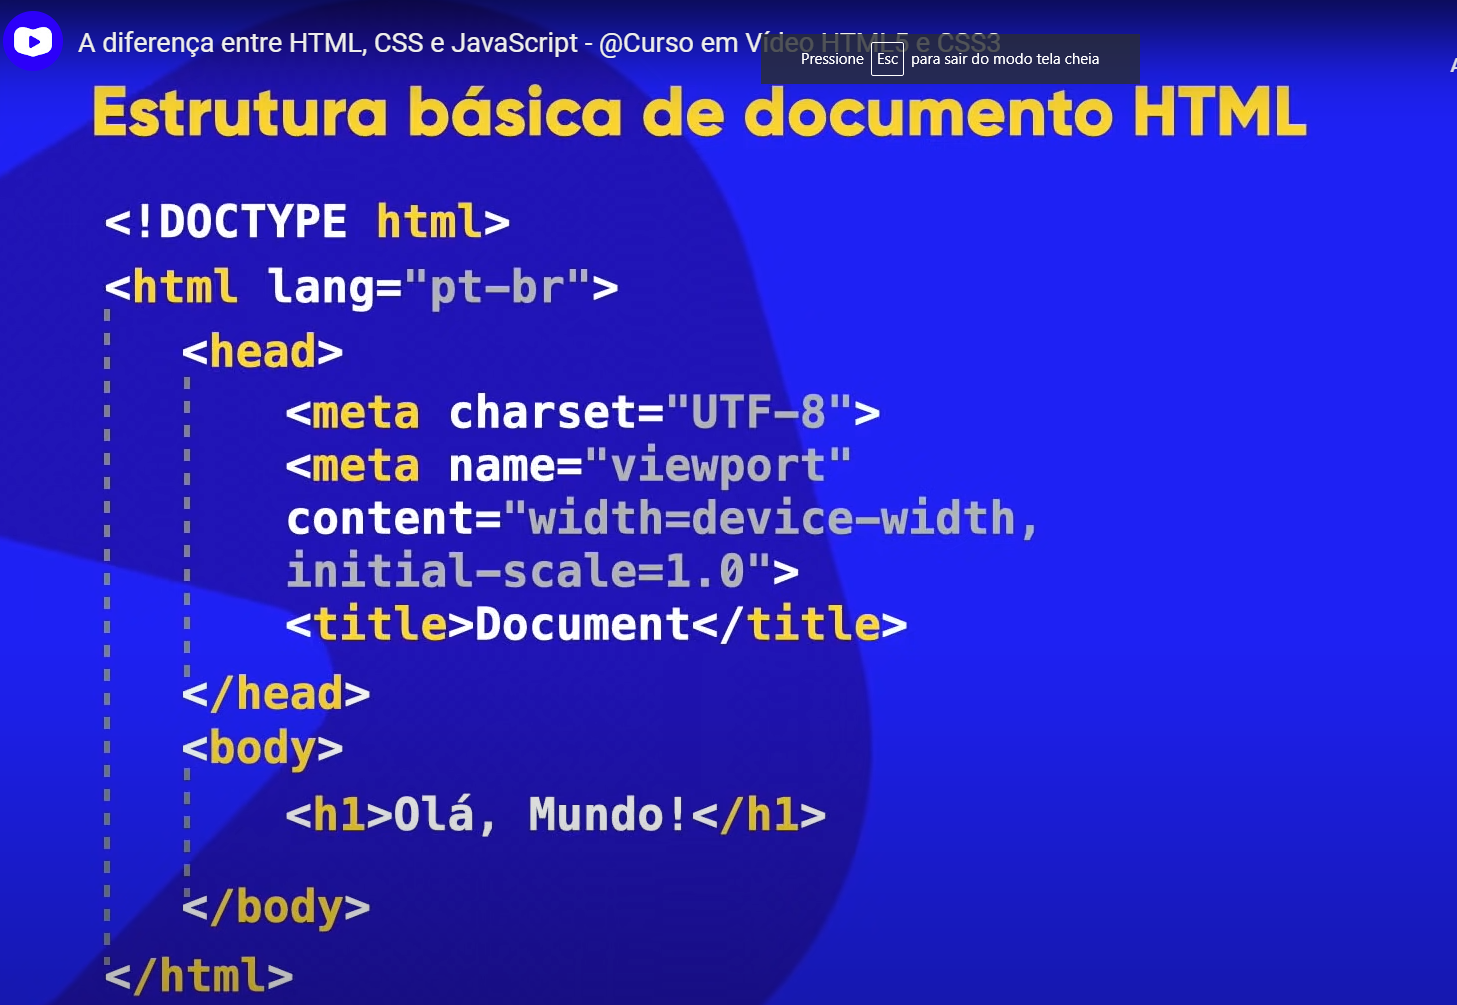 A diferença entre HTML, CSS e JavaScript - @Curso em Vídeo HTML5 e CSS3
Pressione Esc para sair do modo tela cheia
Estrutura básica de documento HTML
<!DOCTYPE html>
<html lang="pt-br">
<head>
<meta charset="UTF-8">
<meta name="viewport"
content="width=device-width,
initial-scale=1.0">
<title>Document</title>
</head>
<body>
<h1>Olá, Mundo!</h1>
</body>
</html>